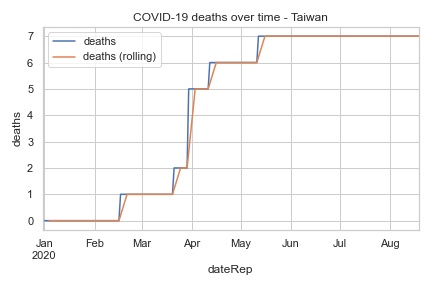 COVID-19 deaths over time - Taiwan
deaths
deaths (rolling)
7
6
5
4
3
2
1
0
deaths
Jan Feb Mar Apr May Jun Jul Aug
2020
dateRep